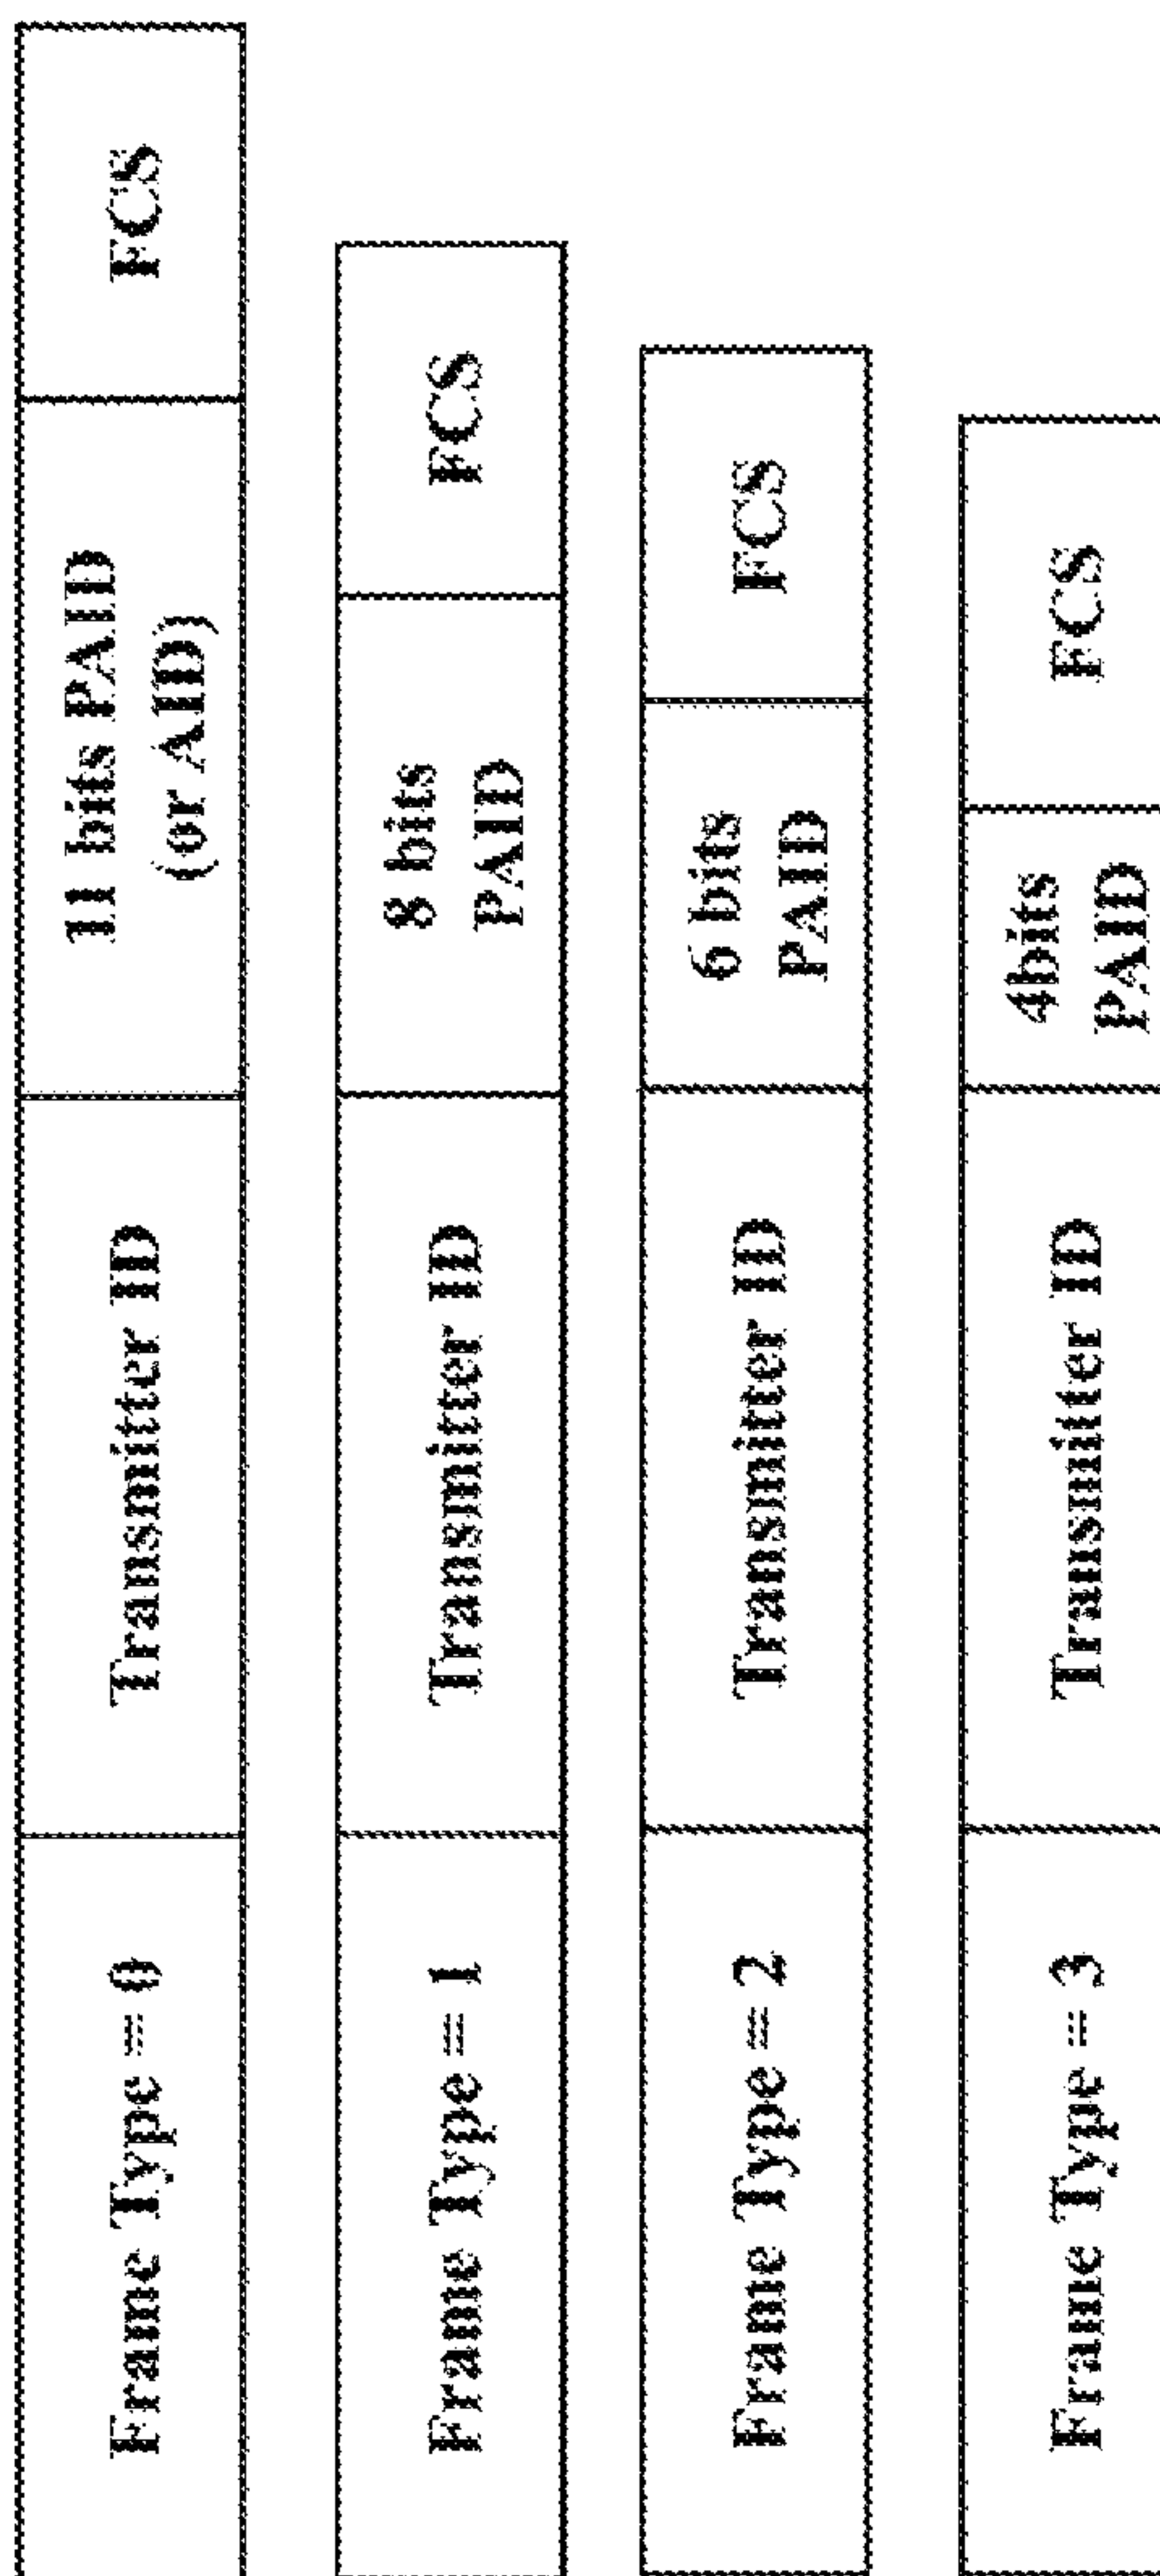 Frame Type = 0
Transmitter ID
11 bits PAID
(or AID)
FCS
Frame Type = 1
Transmitter ID
8 bits
PAID
FCS
Frame Type = 2
Transmitter ID
6 bits
PAID
FCS
Frame Type = 3
Transmitter ID
4bits
PAID
FCS